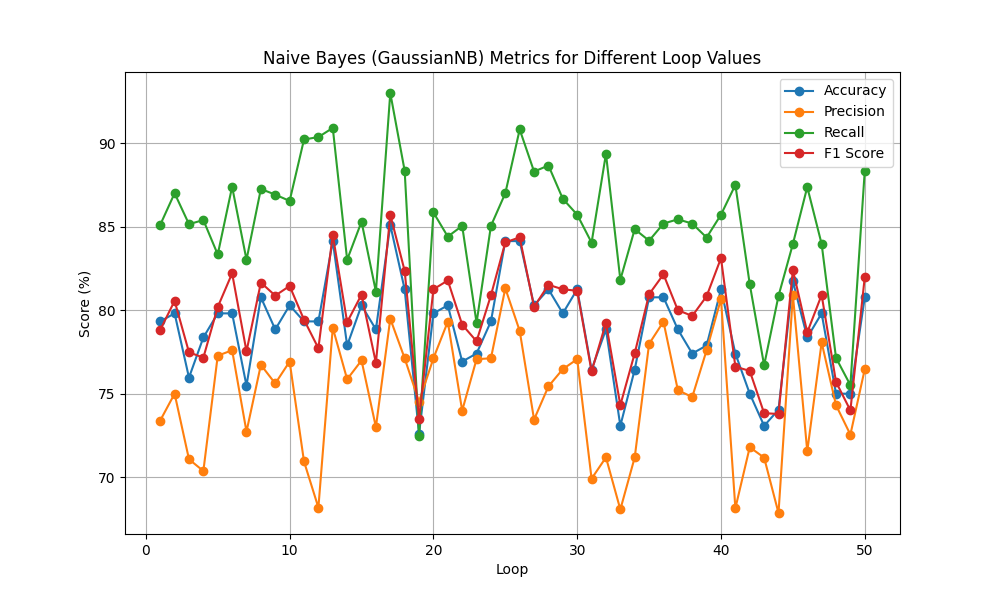 Naive Bayes (GaussianNB) Metrics for Different Loop Values
Accuracy
Precision
Recall
F1 Score
Score (%)
90
85
80
75
70
0
10
20
30
40
50
Loop